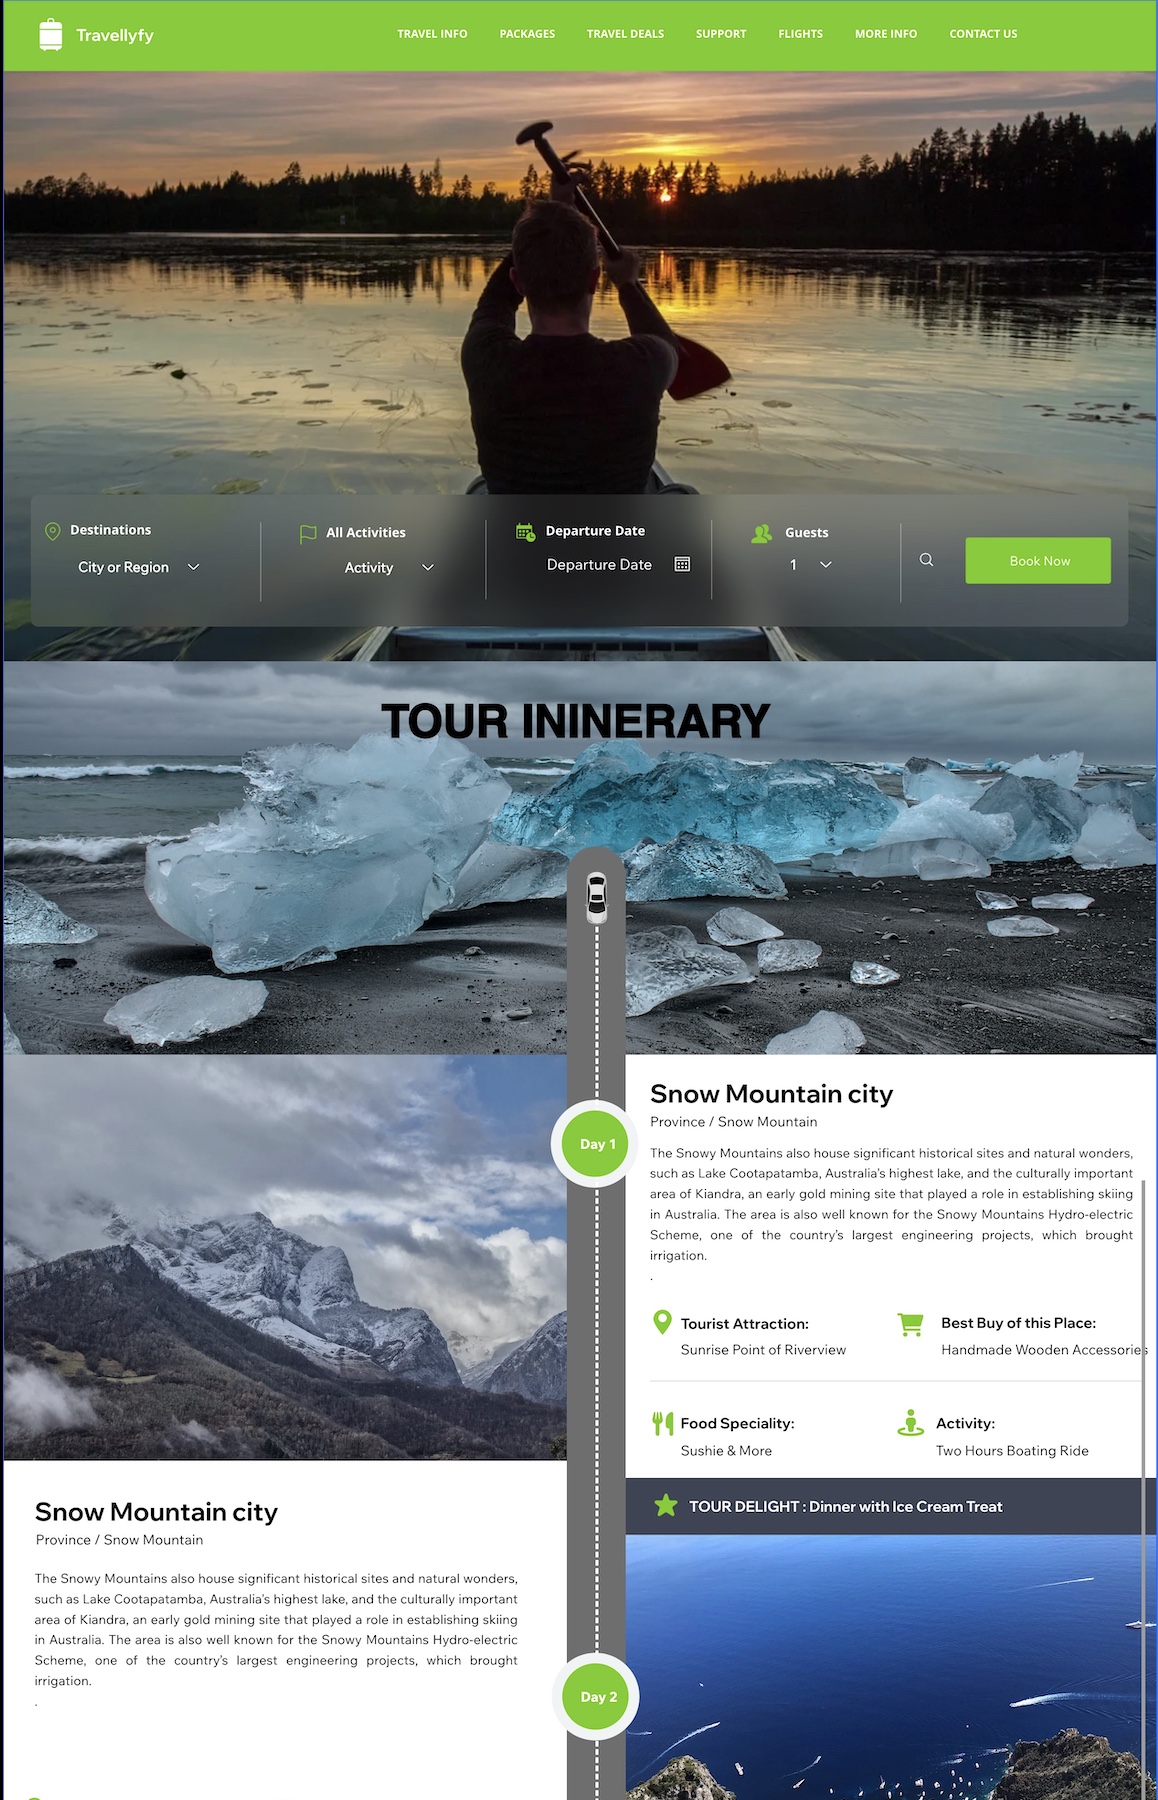 Travellyfy
TRAVEL INFO PACKAGES TRAVEL DEALS SUPPORT FLIGHTS MORE INFO CONTACT US
Destinations
City or Region
All Activities
Activity
Departure Date
Departure Date
Guests
1
Book Now
TOUR ININERARY
Day 1
Snow Mountain city
Province / Snow Mountain
The Snowy Mountains also house significant historical sites and natural wonders,
such as Lake Cootapatamba, Australia's highest lake, and the culturally important
area of Kiandra, an early gold mining site that played a role in establishing skiing
in Australia. The area is also well known for the Snowy Mountains Hydro-electric
Scheme, one of the country's largest engineering projects, which brought
irrigation.
.
Tourist Attraction:
Sunrise Point of Riverview
Best Buy of this Place:
Handmade Wooden Accessories
Food Speciality:
Sushie & More
Activity:
Two Hours Boating Ride
TOUR DELIGHT : Dinner with Ice Cream Treat
Snow Mountain city
Province / Snow Mountain
The Snowy Mountains also house significant historical sites and natural wonders,
such as Lake Cootapatamba, Australia's highest lake, and the culturally important
area of Kiandra, an early gold mining site that played a role in establishing skiing
in Australia. The area is also well known for the Snowy Mountains Hydro-electric
Scheme, one of the country's largest engineering projects, which brought
irrigation.
.
Day 2